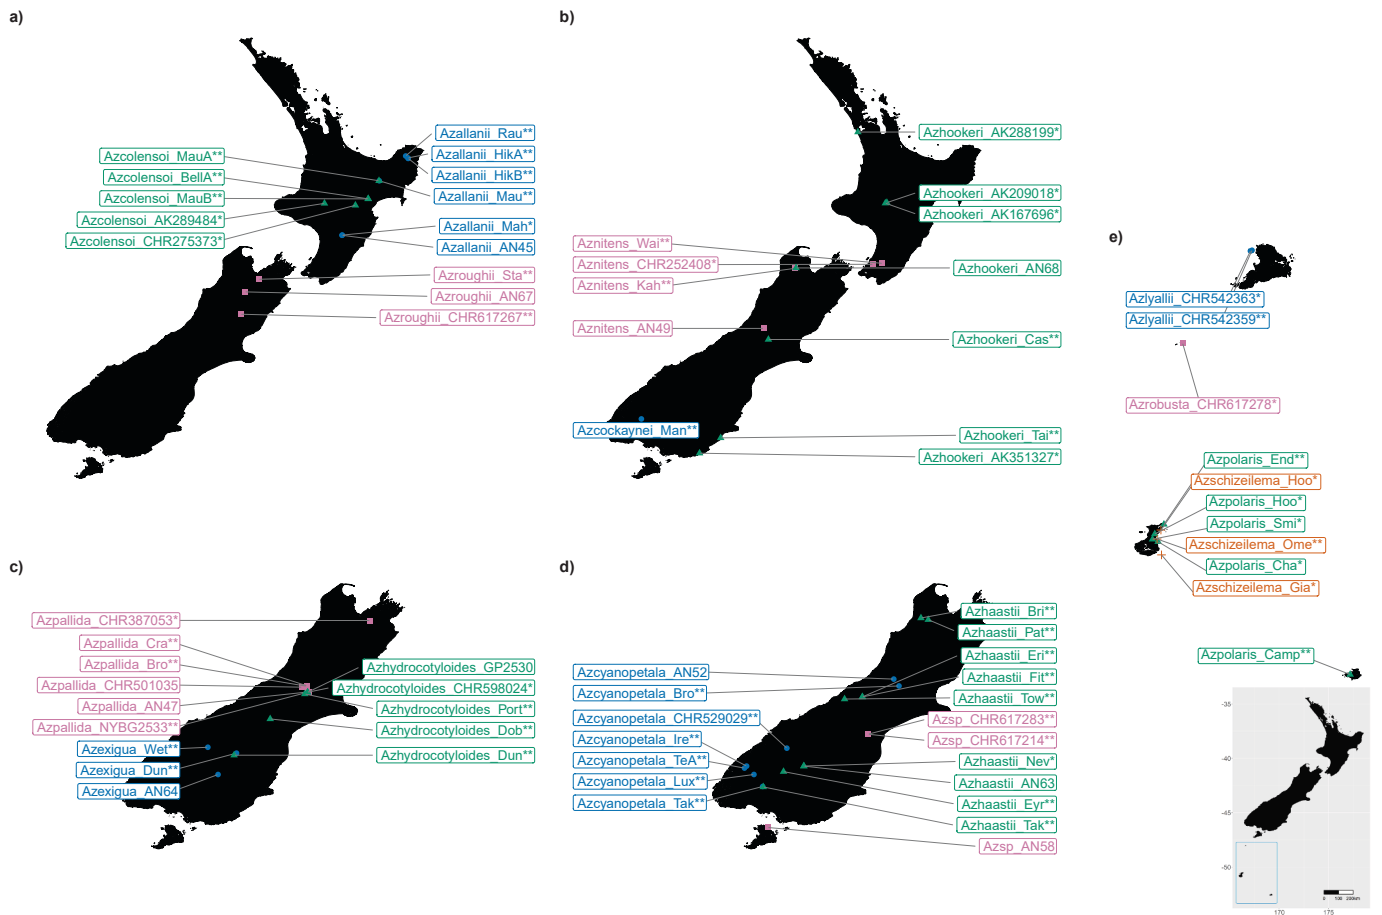 a)
Azallanii_Rau**
Azallanii_HikA**
Azallanii_HikB**
Azallanii_Mau**
Azallanii_Mah*
Azallanii_AN45
Azcolensoi_MauA**
Azcolensoi_BellA**
Azcolensoi_MauB**
Azcolensoi_AK289484*
Azcolensoi_CHR275373*
Azroughii_Sta**
Azroughii_AN67
Azroughii_CHR617267**
b)
Azhookeri_AK288199*
Azhookeri_AK209018*
Azhookeri_AK167696*
Aznitens_Wai**
Aznitens_CHR252408*
Aznitens_Kah**
Azhookeri_AN68
Aznitens_AN49
Azhookeri_Cas**
Azcockaynei_Man**
Azhookeri_Tai**
Azhookeri_AK351327*
c)
Azpallida_CHR387053*
Azpallida_Cra**
Azpallida_Bro**
Azpallida_CHR501035
Azpallida_AN47
Azpallida_NYBG2533**
Azexigua_Wet**
Azexigua_Dun**
Azexigua_AN64
Azhydrocotyloides_GP2530
Azhydrocotyloides_CHR598024*
Azhydrocotyloides_Port**
Azhydrocotyloides_Dob**
Azhydrocotyloides_Dun**
d)
Azcyanopetala_AN52
Azcyanopetala_Bro**
Azcyanopetala_CHR529029**
Azcyanopetala_Ire**
Azcyanopetala_TeA**
Azcyanopetala_Lux**
Azcyanopetala_Tak**
Azhaastii_Bri**
Azhaastii_Pat**
Azhaastii_Eri**
Azhaastii_Fit**
Azhaastii_Tow**
Azsp_CHR617283**
Azsp_CHR617214**
Azhaastii_Nev*
Azhaastii_AN63
Azhaastii_Eyr**
Azhaastii_Tak**
Azsp_AN58
e)
Azlyallii_CHR542363*
Azlyallii_CHR542359**
Azrobusta_CHR617278*
Azpolaris_End**
Azschizeilema_Hoo*
Azpolaris_Hoo*
Azpolaris_Smi*
Azschizeilema_Ome**
Azpolaris_Cha*
Azschizeilema_Gia*
Azpolaris_Camp**
-35
-40
-45
-50
0 100 200km
170 175